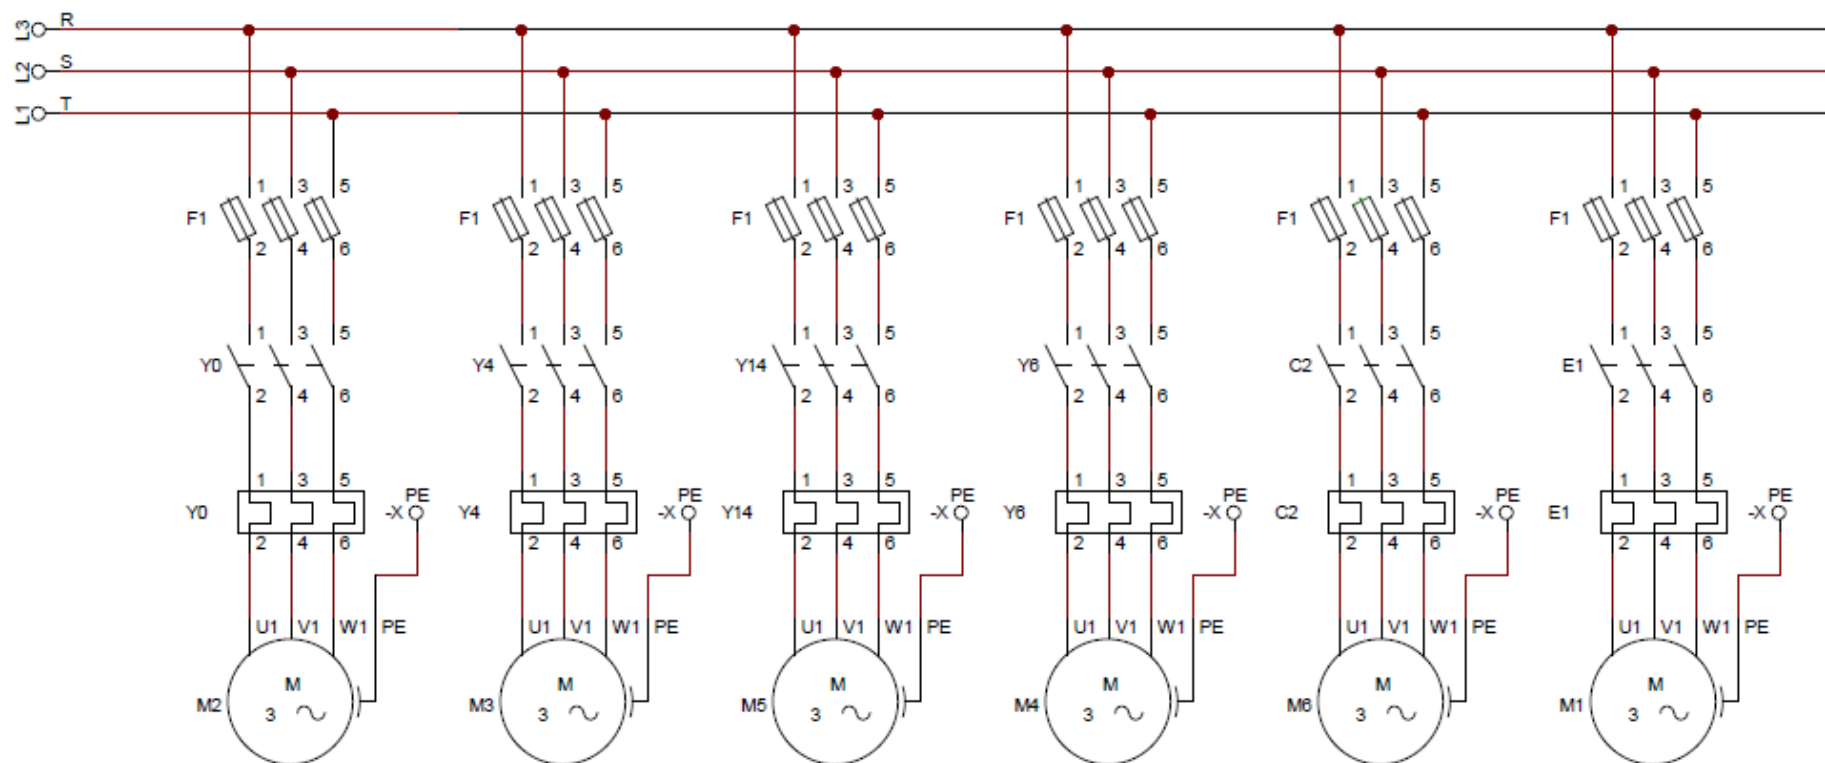 L3 R
L2 S
L1 T
1 3 5 1 3 5 1 3 5 1 3 5 1 3 5 1 3 5
F1 F1 F1 F1 F1 F1
2 4 6 2 4 6 2 4 6 2 4 6 2 4 6 2 4 6
1 3 5 1 3 5 1 3 5 1 3 5 1 3 5 1 3 5
Y0 Y4 Y14 Y6 C2 E1
2 4 6 2 4 6 2 4 6 2 4 6 2 4 6 2 4 6
1 3 5 1 3 5 1 3 5 1 3 5 1 3 5 1 3 5
PE PE PE PE PE PE
Y0 -X Y4 -X Y14 -X Y6 -X C2 -X E1 -X
2 4 6 2 4 6 2 4 6 2 4 6 2 4 6 2 4 6
U1 V1 W1 PE U1 V1 W1 PE U1 V1 W1 PE U1 V1 W1 PE U1 V1 W1 PE U1 V1 W1 PE
M M M M M M
M2 3 M3 3 M5 3 M4 3 M6 3 M1 3